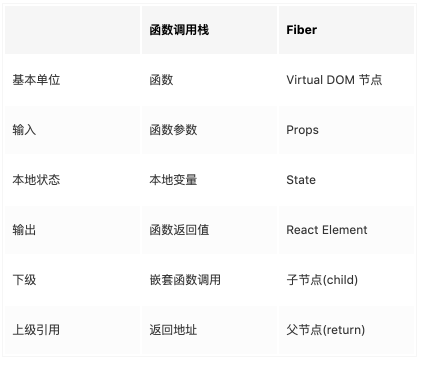 函数调用栈 Fiber
基本单位 函数 Virtual DOM 节点
输入 函数参数 Props
本地状态 本地变量 State
输出 函数返回值 React Element
下级 嵌套函数调用 子节点(child)
上级引用 返回地址 父节点(return)